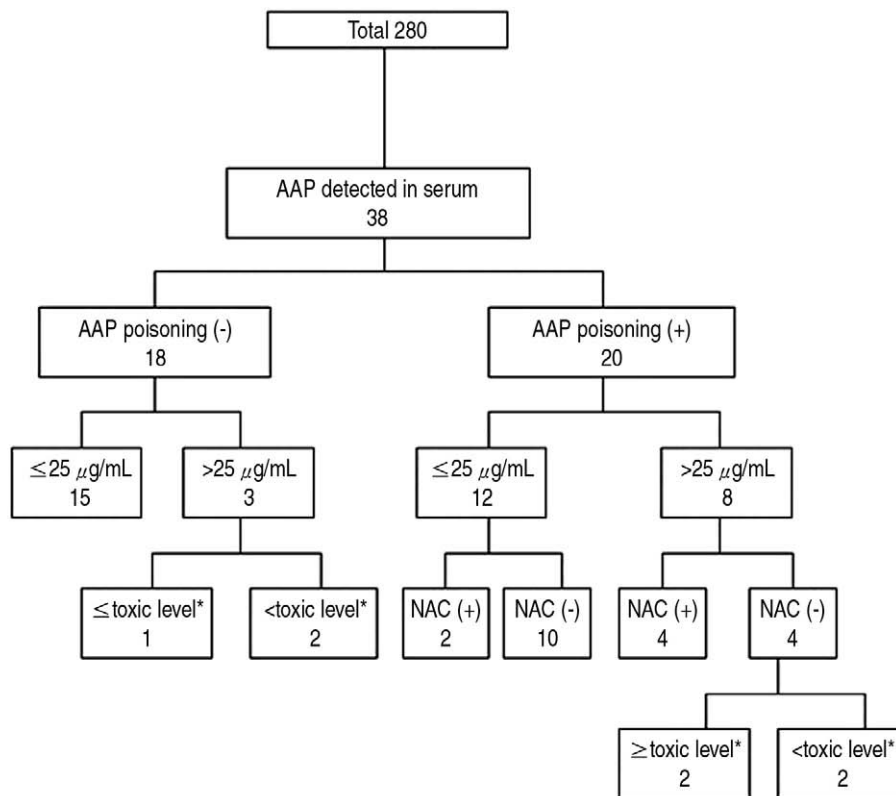 Total 280
AAP detected in serum
38
AAP poisoning (-)
18
AAP poisoning (+)
20
≤25 μg/mL
15
>25 μg/mL
3
≤25 μg/mL
12
>25 μg/mL
8
≤toxic level*
1
<toxic level*
2
NAC (+)
2
NAC (-)
10
NAC (+)
4
NAC (-)
4
≥toxic level*
2
<toxic level*
2